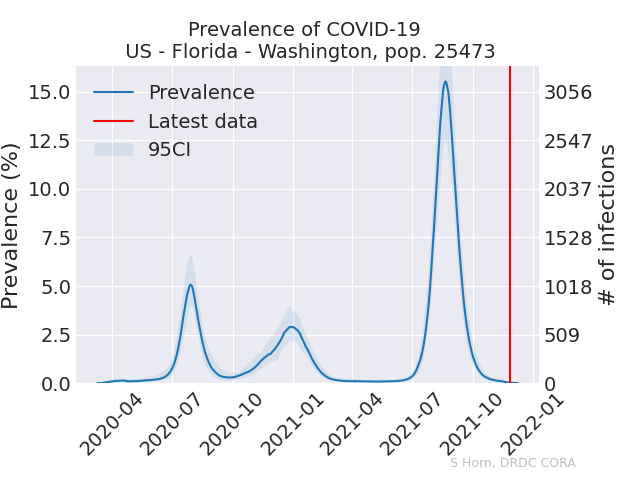 Prevalence of COVID-19
US - Florida - Washington, pop. 25473
Prevalence
Latest data
95CI
Prevalence (%)
15.0
12.5
10.0
7.5
5.0
2.5
0.0
3056
2547
2037
1528
1018
509
0
# of infections
2020-04
2020-07
2020-10
2021-01
2021-04
2021-07
2021-10
2022-01
S Horn, DRDC CORA